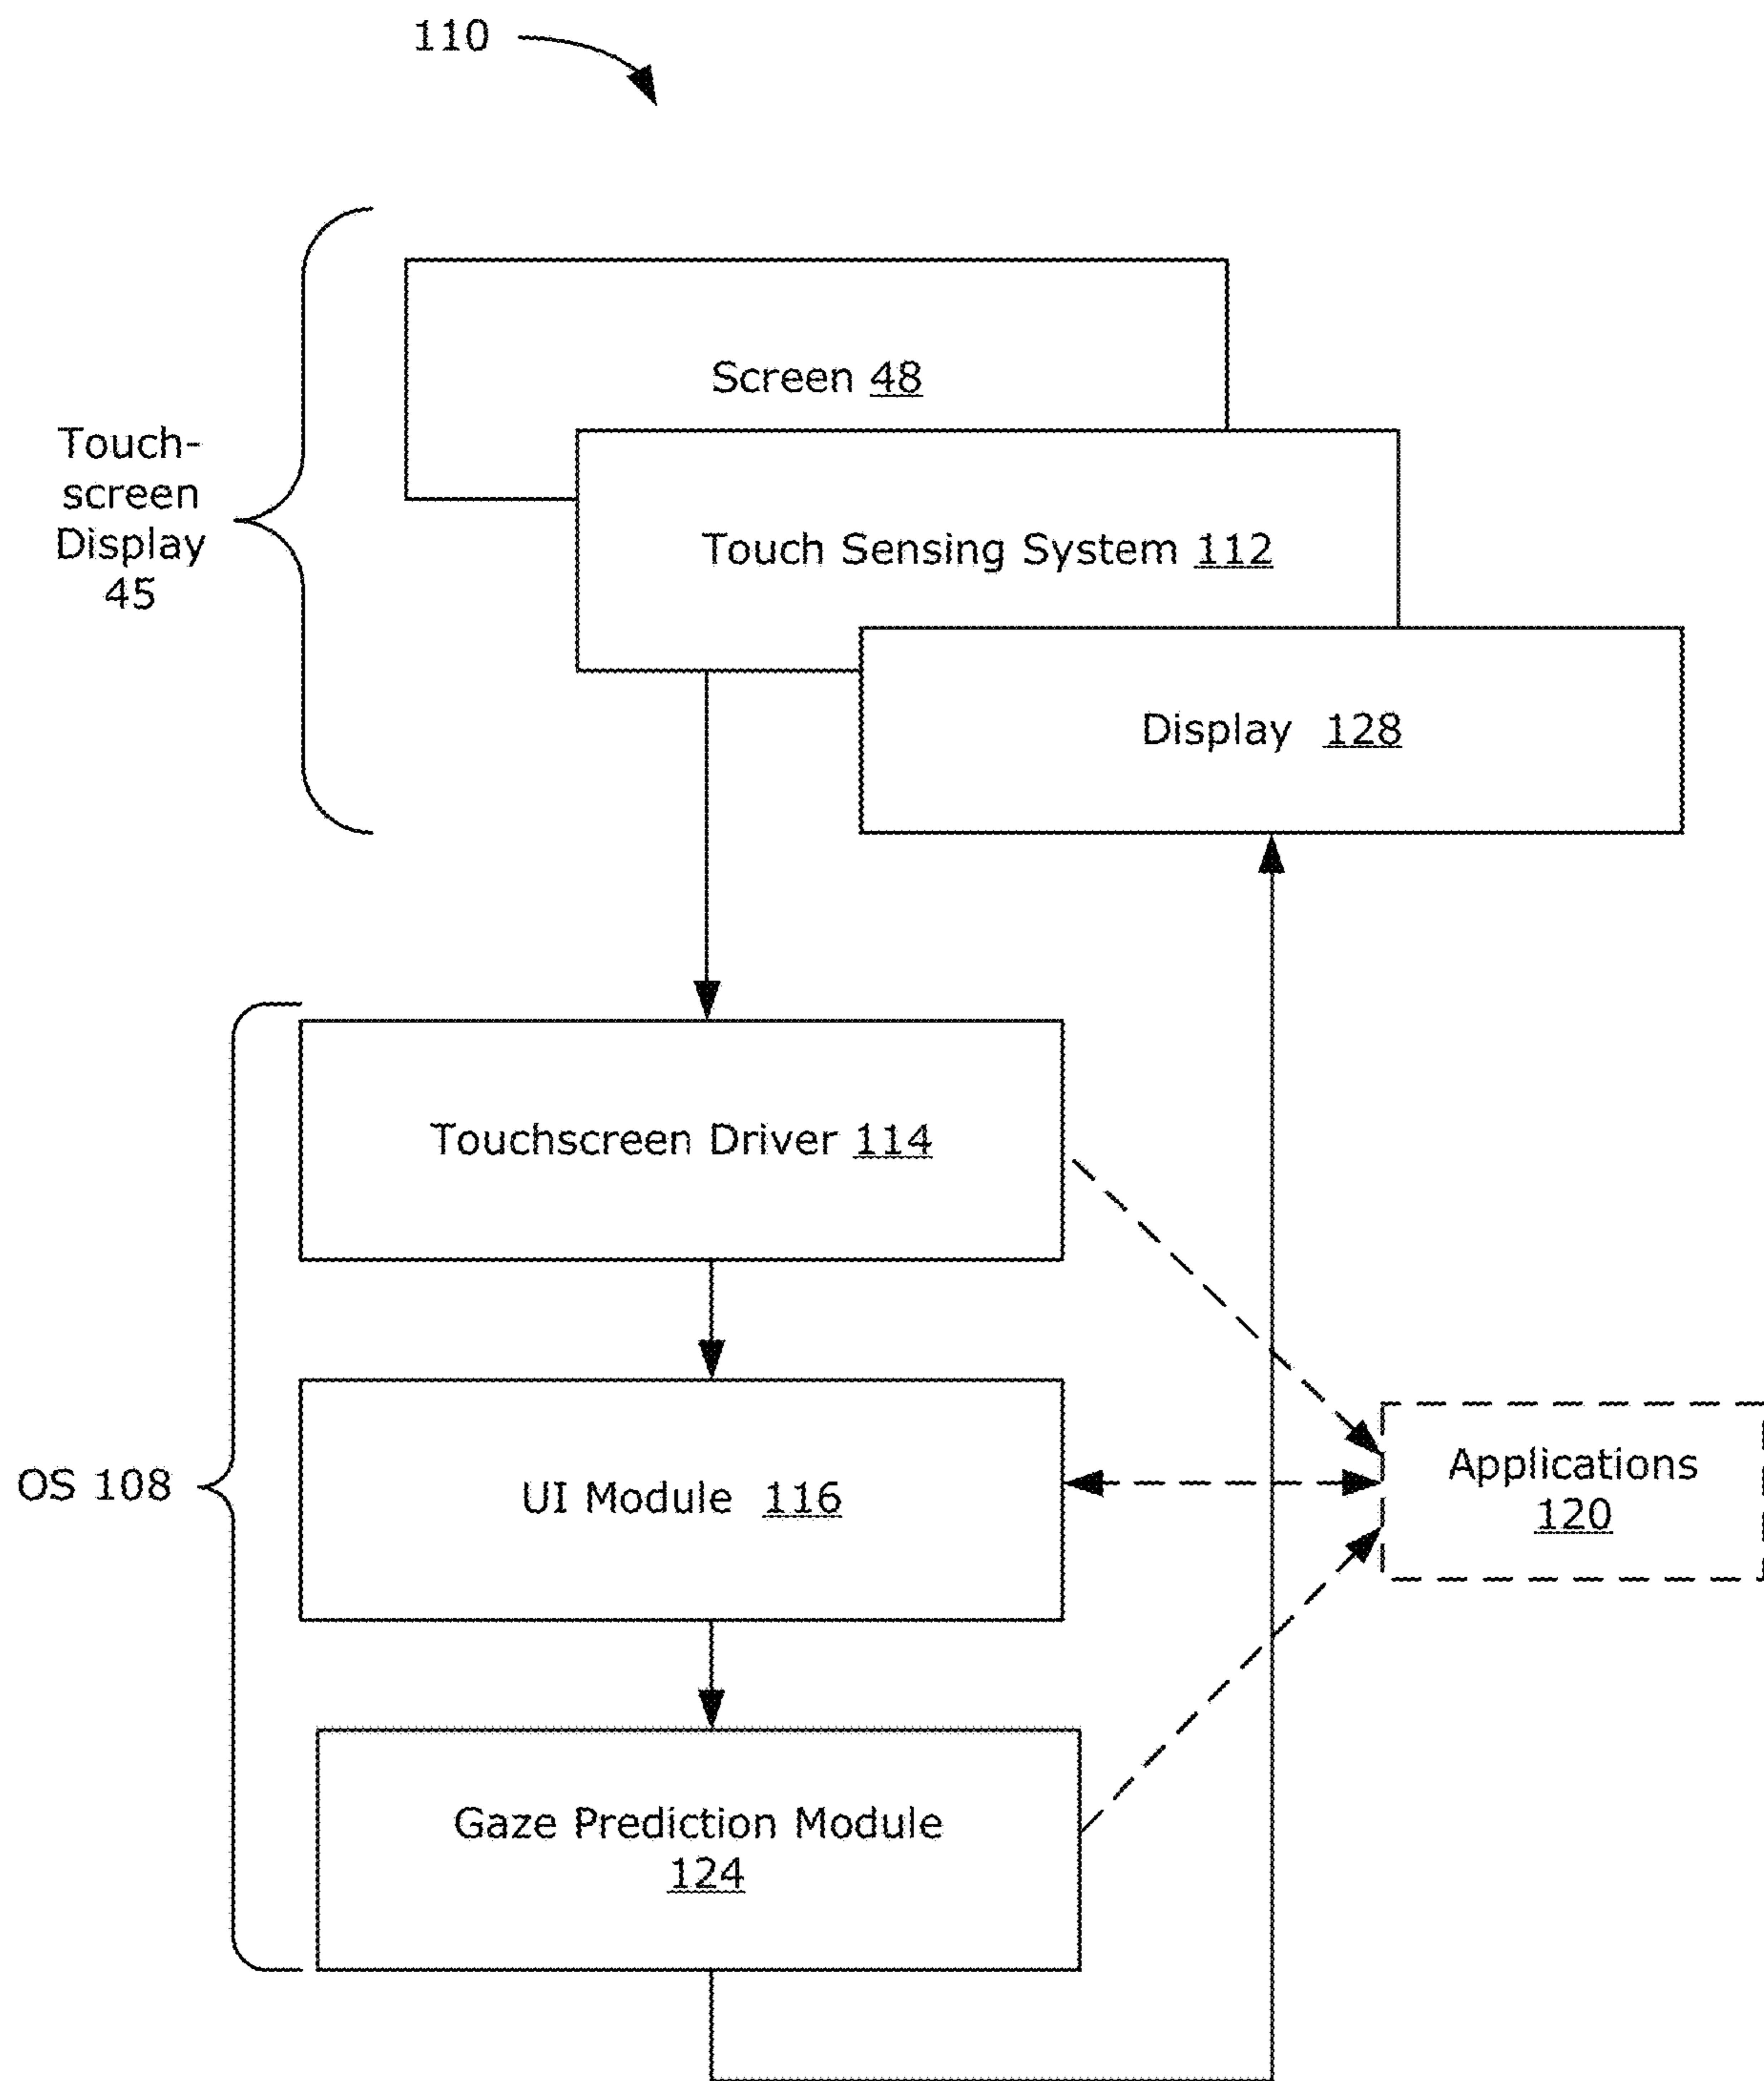 110
Screen 48
Touch-
screen
Display
45
Touch Sensing System 112
Display 128
Touchscreen Driver 114
OS 108
UI Module 116
Applications
120
Gaze Prediction Module
124